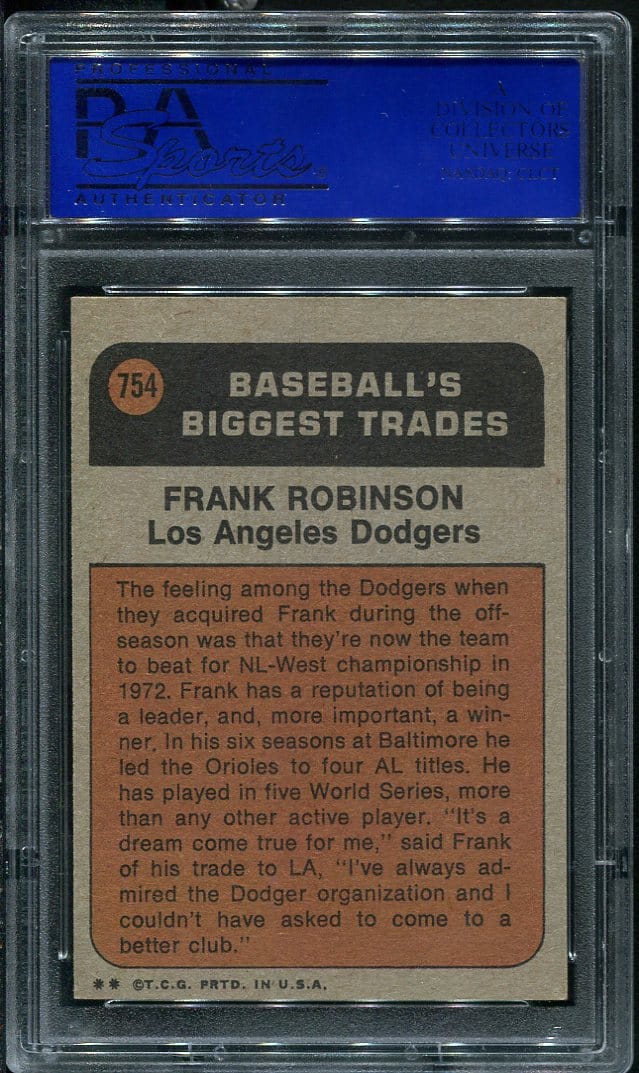 PROFESSIONAL
PSA
Sports
AUTHENTICATOR
A
DIVISION OF
COLLECTORS
UNIVERSE
NASDAQ: CLCT
754
BASEBALL'S
BIGGEST TRADES
FRANK ROBINSON
Los Angeles Dodgers
The feeling among the Dodgers when
they acquired Frank during the off-
season was that they're now the team
to beat for NL-West championship in
1972. Frank has a reputation of being
a leader, and, more important, a win-
ner. In his six seasons at Baltimore he
led the Orioles to four AL titles. He
has played in five World Series, more
than any other active player. "It's a
dream come true for me," said Frank
of his trade to LA, "I've always ad-
mired the Dodger organization and I
couldn't have asked to come to a
better club."
** ©T.C.G. PRTD. IN U.S.A.